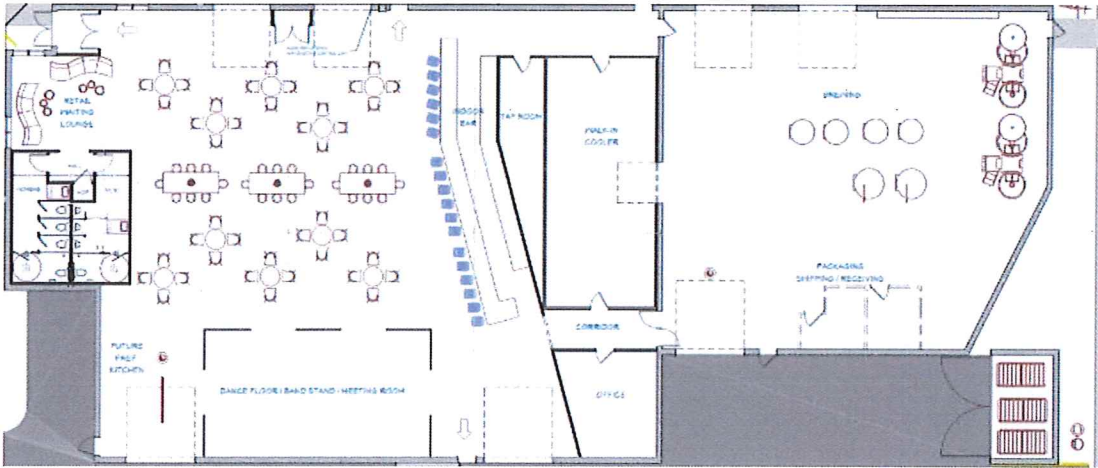 RETAIL
WAITING
LOUNGE
HALL
INDOOR
BAR
TAP ROOM
WALK-IN
COOLER
BREWING
PACKAGING
SHIPPING / RECEIVING
CORRIDOR
FUTURE
PREP
KITCHEN
DANCE FLOOR / BAND STAND / MEETING ROOM
OFFICE